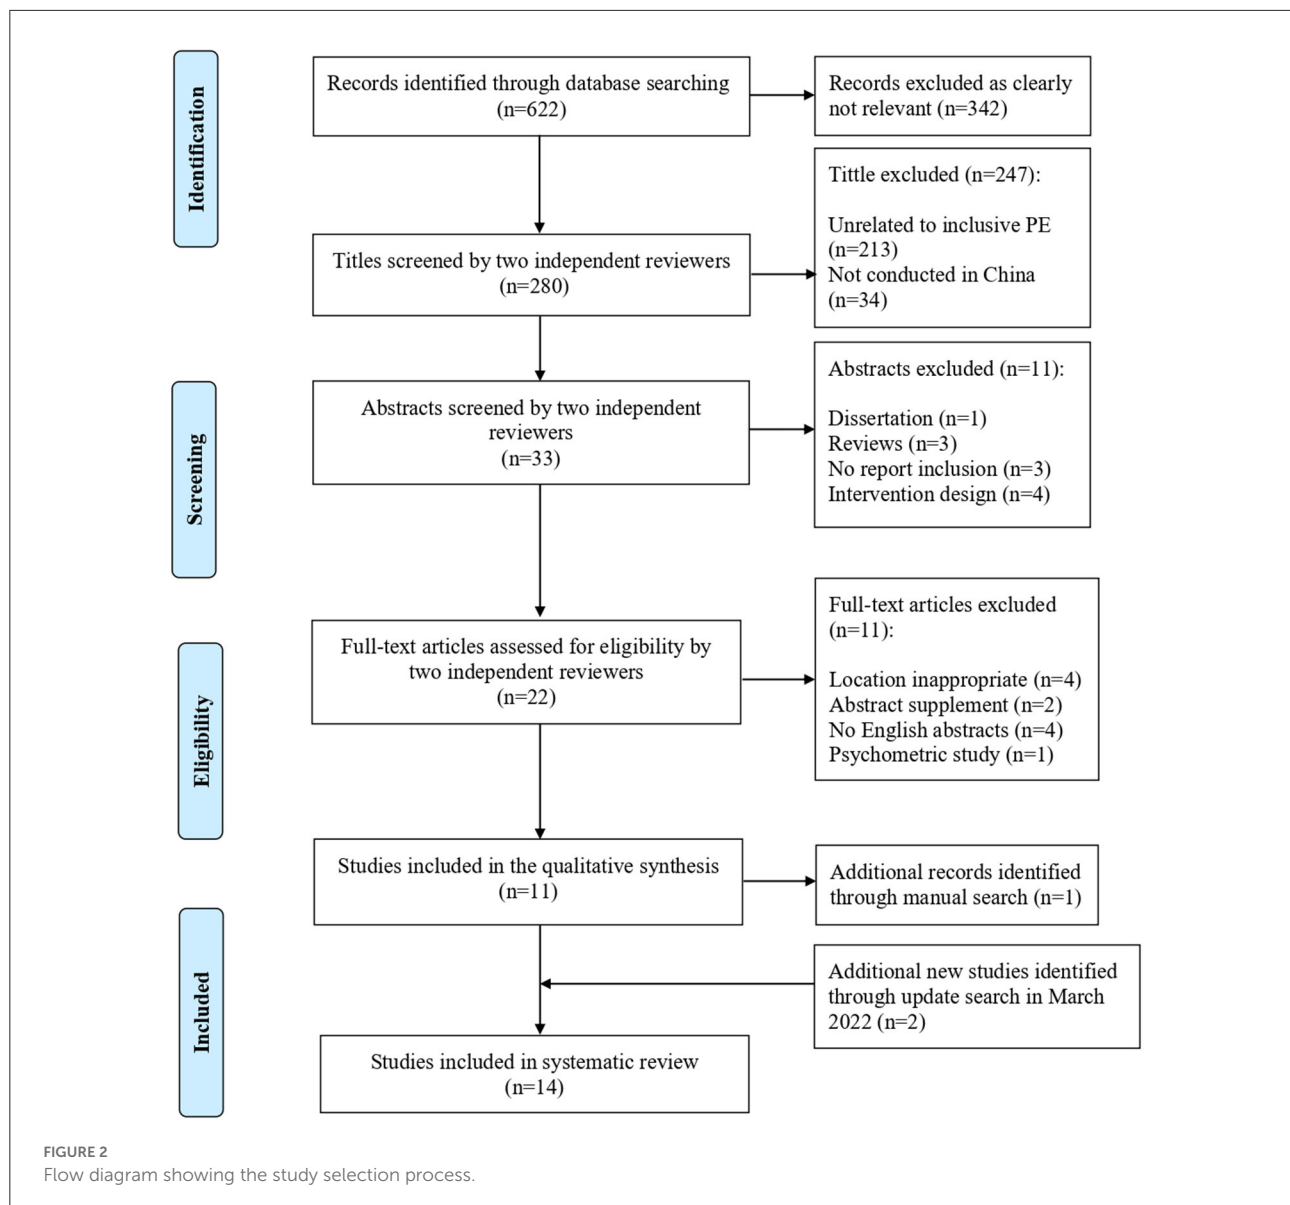 Identification
Records identified through database searching
(n=622)
Records excluded as clearly
not relevant (n=342)
Titles screened by two independent reviewers
(n=280)
Tittle excluded (n=247):
Unrelated to inclusive PE
(n=213)
Not conducted in China
(n=34)
Screening
Abstracts screened by two independent
reviewers
(n=33)
Abstracts excluded (n=11):
Dissertation (n=1)
Reviews (n=3)
No report inclusion (n=3)
Intervention design (n=4)
Eligibility
Full-text articles assessed for eligibility by
two independent reviewers
(n=22)
Full-text articles excluded
(n=11):
Location inappropriate (n=4)
Abstract supplement (n=2)
No English abstracts (n=4)
Psychometric study (n=1)
Studies included in the qualitative synthesis
(n=11)
Additional records identified
through manual search (n=1)
Included
Additional new studies identified
through update search in March
2022 (n=2)
Studies included in systematic review
(n=14)
FIGURE 2
Flow diagram showing the study selection process.